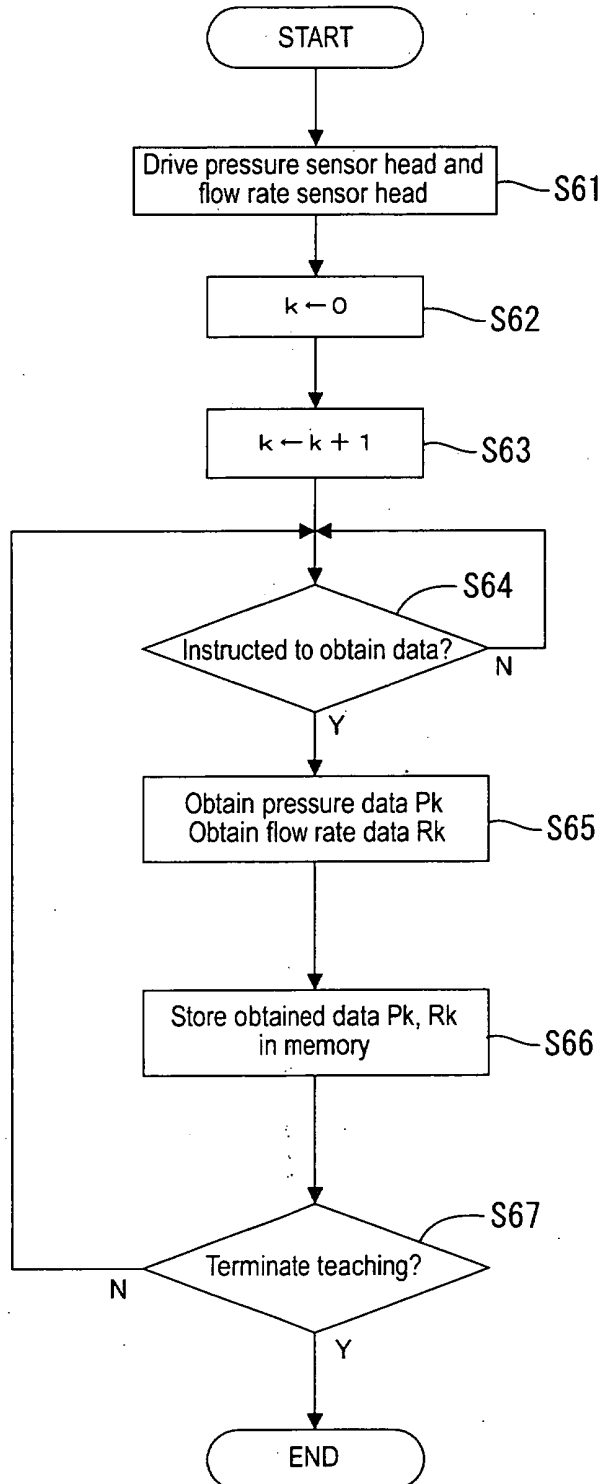 START
Drive pressure sensor head and
flow rate sensor head
S61
k ← 0
S62
k ← k + 1
S63
S64
Instructed to obtain data?
N
Y
Obtain pressure data Pk
Obtain flow rate data Rk
S65
Store obtained data Pk, Rk
in memory
S66
S67
Terminate teaching?
N
Y
END